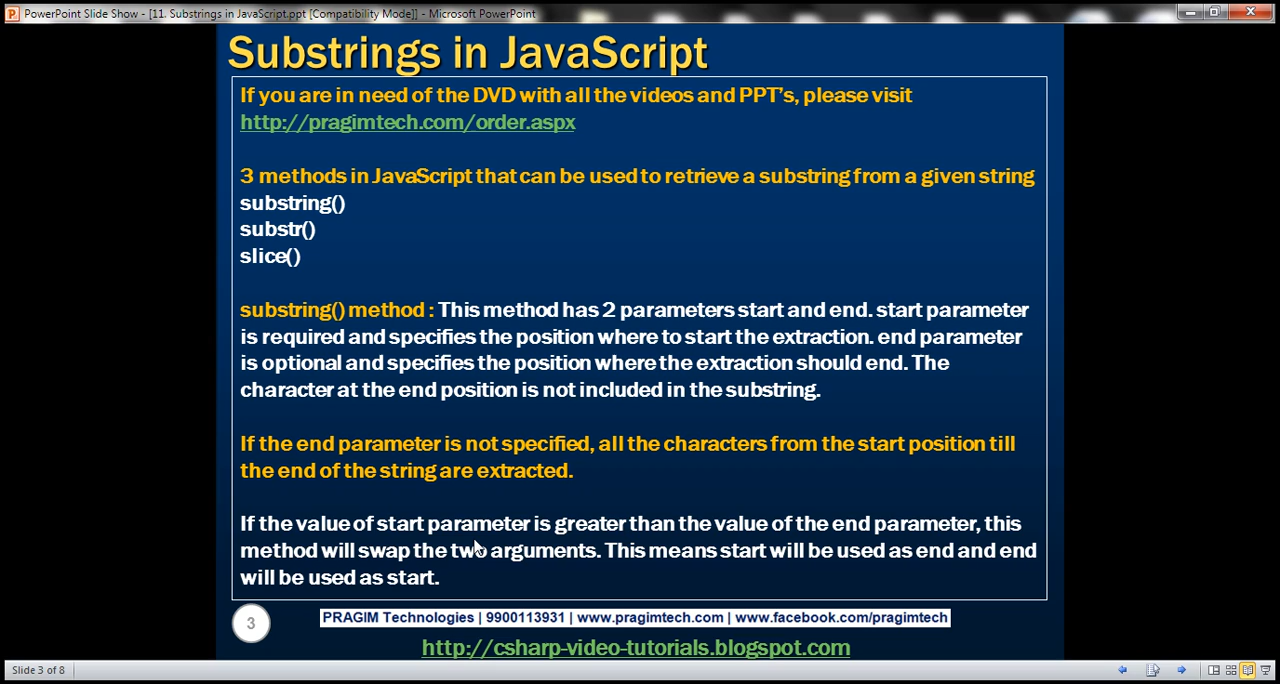 PowerPoint Slide Show - [11. Substrings in JavaScript.ppt [Compatibility Mode]] - Microsoft PowerPoint
Substrings in JavaScript
If you are in need of the DVD with all the videos and PPT's, please visit
http://pragimtech.com/order.aspx
3 methods in JavaScript that can be used to retrieve a substring from a given string
substring()
substr()
slice()
substring() method : This method has 2 parameters start and end. start parameter
is required and specifies the position where to start the extraction. end parameter
is optional and specifies the position where the extraction should end. The
character at the end position is not included in the substring.
If the end parameter is not specified, all the characters from the start position till
the end of the string are extracted.
If the value of start parameter is greater than the value of the end parameter, this
method will swap the two arguments. This means start will be used as end and end
will be used as start.
3
PRAGIM Technologies | 9900113931 | www.pragimtech.com | www.facebook.com/pragimtech
http://csharp-video-tutorials.blogspot.com
Slide 3 of 8